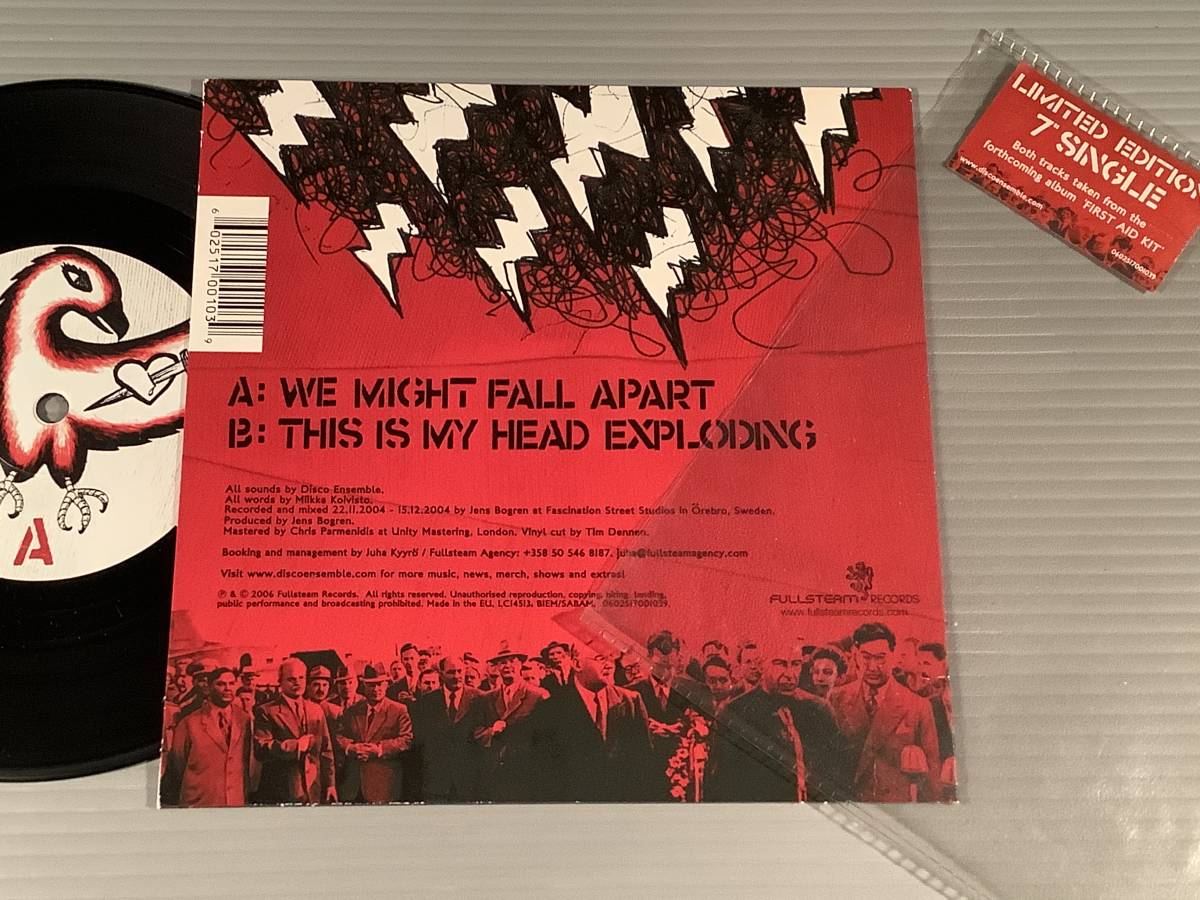 LIMITED EDITION
7" SINGLE
Both tracks taken from the
forthcoming album 'FIRST AID KIT'
www.discoensemble.com
0602517001039
6 02517 00103 9
A: WE MIGHT FALL APART
B: THIS IS MY HEAD EXPLODING
All sounds by Disco Ensemble.
All words by Miikka Koivisto.
Recorded and mixed 22.11.2004 - 15.12.2004 by Jens Bogren at Fascination Street Studios in Örebro, Sweden.
Produced by Jens Bogren.
Mastered by Chris Parmenidis at Unity Mastering, London. Vinyl cut by Tim Dennen.
Booking and management by Juha Kyyrö / Fullsteam Agency: +358 50 546 8187, juha@fullsteamagency.com
Visit www.discoensemble.com for more music, news, merch, shows and extras!
℗ & © 2006 Fullsteam Records. All rights reserved. Unauthorised reproduction, copying, hiring, lending,
public performance and broadcasting prohibited. Made in the EU. LC14513. BIEM/SABAM. 0602517001039.
FULLSTEAM RECORDS
www.fullsteamrecords.com
A